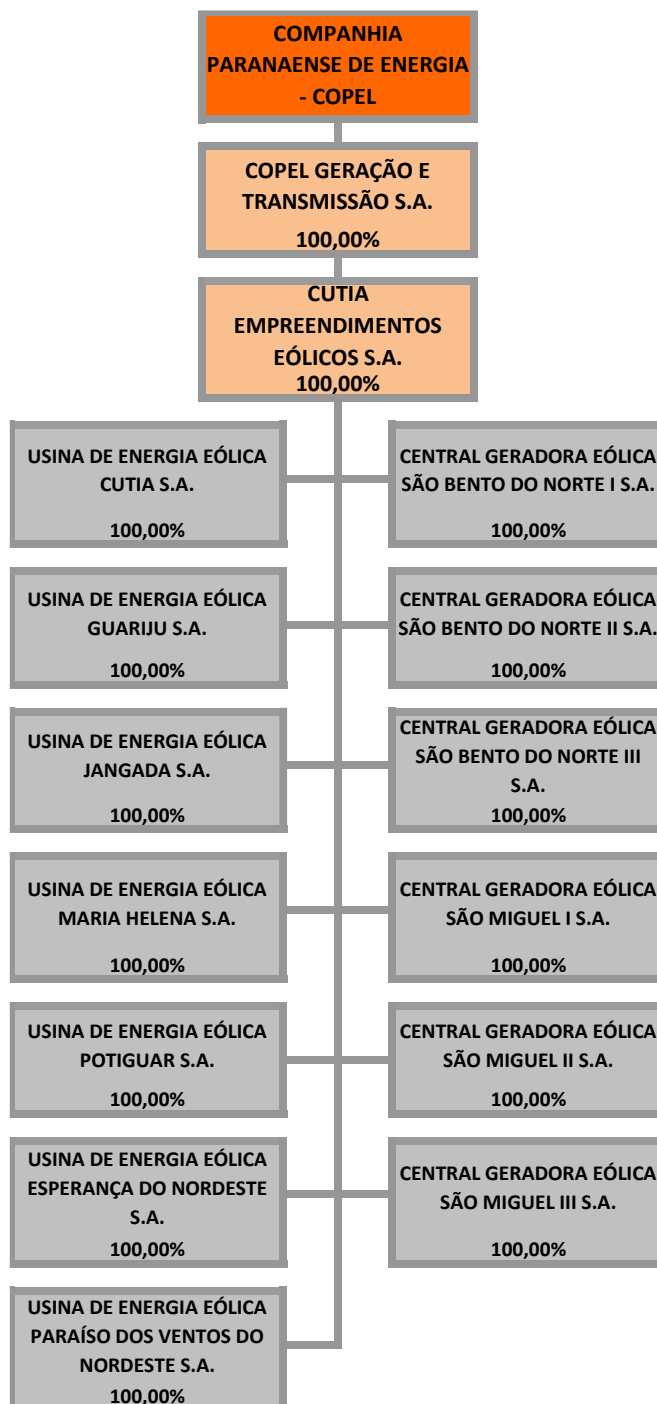 COMPANHIA
PARANAENSE DE ENERGIA
- COPEL
COPEL GERAÇÃO E
TRANSMISSÃO S.A.
100,00%
CUTIA
EMPREENDIMENTOS
EÓLICOS S.A.
100,00%
USINA DE ENERGIA EÓLICA
CUTIA S.A.
100,00%
CENTRAL GERADORA EÓLICA
SÃO BENTO DO NORTE I S.A.
100,00%
USINA DE ENERGIA EÓLICA
GUARIJU S.A.
100,00%
CENTRAL GERADORA EÓLICA
SÃO BENTO DO NORTE II S.A.
100,00%
USINA DE ENERGIA EÓLICA
JANGADA S.A.
100,00%
CENTRAL GERADORA EÓLICA
SÃO BENTO DO NORTE III
S.A.
100,00%
USINA DE ENERGIA EÓLICA
MARIA HELENA S.A.
100,00%
CENTRAL GERADORA EÓLICA
SÃO MIGUEL I S.A.
100,00%
USINA DE ENERGIA EÓLICA
POTIGUAR S.A.
100,00%
CENTRAL GERADORA EÓLICA
SÃO MIGUEL II S.A.
100,00%
USINA DE ENERGIA EÓLICA
ESPERANÇA DO NORDESTE
S.A.
100,00%
CENTRAL GERADORA EÓLICA
SÃO MIGUEL III S.A.
100,00%
USINA DE ENERGIA EÓLICA
PARAÍSO DOS VENTOS DO
NORDESTE S.A.
100,00%